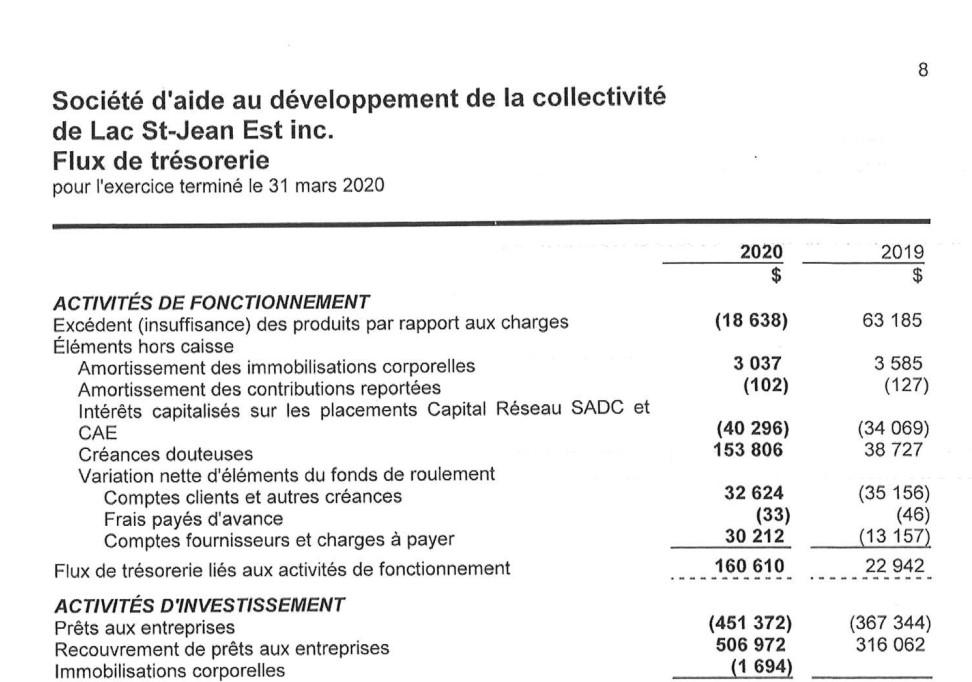 8
Société d'aide au développement de la collectivité
de Lac St-Jean Est inc.
Flux de trésorerie
pour l'exercice terminé le 31 mars 2020
2020 2019
$ $
ACTIVITÉS DE FONCTIONNEMENT
Excédent (insuffisance) des produits par rapport aux charges (18 638) 63 185
Éléments hors caisse
Amortissement des immobilisations corporelles 3 037 3 585
Amortissement des contributions reportées (102) (127)
Intérêts capitalisés sur les placements Capital Réseau SADC et
CAE (40 296) (34 069)
Créances douteuses 153 806 38 727
Variation nette d'éléments du fonds de roulement
Comptes clients et autres créances 32 624 (35 156)
Frais payés d'avance (33) (46)
Comptes fournisseurs et charges à payer 30 212 (13 157)
Flux de trésorerie liés aux activités de fonctionnement 160 610 22 942
ACTIVITÉS D'INVESTISSEMENT
Prêts aux entreprises (451 372) (367 344)
Recouvrement de prêts aux entreprises 506 972 316 062
Immobilisations corporelles (1 694)